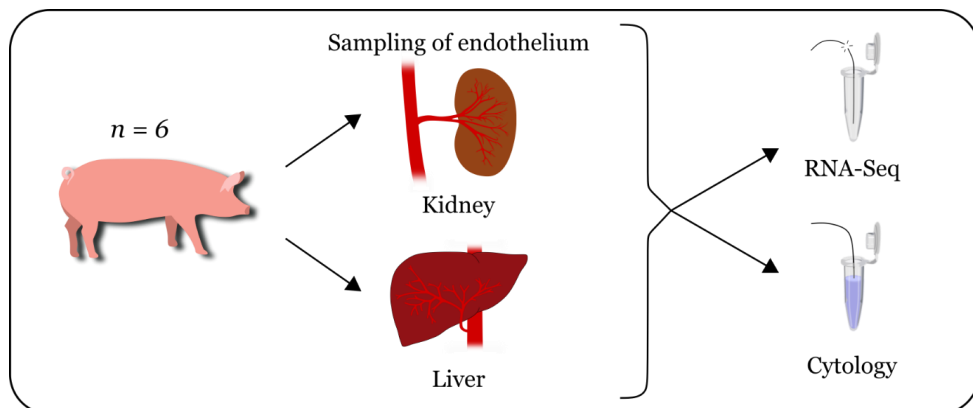 Sampling of endothelium
n = 6
Kidney
Liver
RNA-Seq
Cytology